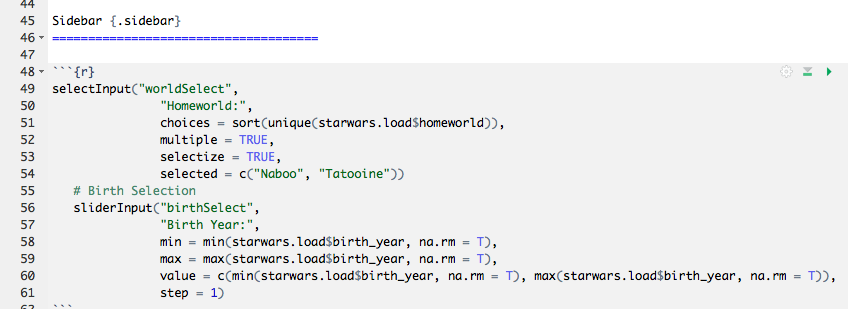 44
45 Sidebar {.sidebar}
46 =====================================
47
48 ```{r}
49 selectInput("worldSelect",
50                "Homeworld:",
51                choices = sort(unique(starwars.load$homeworld)),
52                multiple = TRUE,
53                selectize = TRUE,
54                selected = c("Naboo", "Tatooine"))
55    # Birth Selection
56    sliderInput("birthSelect",
57                "Birth Year:",
58                min = min(starwars.load$birth_year, na.rm = T),
59                max = max(starwars.load$birth_year, na.rm = T),
60                value = c(min(starwars.load$birth_year, na.rm = T), max(starwars.load$birth_year, na.rm = T)),
61                step = 1)
62 ```